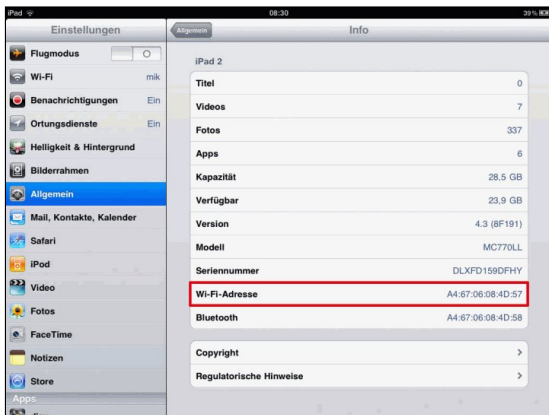 iPad 08:30 39%
Einstellungen
Allgemein
Info
Flugmodus
Wi-Fi mik
Benachrichtigungen Ein
Ortungsdienste Ein
Helligkeit & Hintergrund
Bilderrahmen
Allgemein
Mail, Kontakte, Kalender
Safari
iPod
Video
Fotos
FaceTime
Notizen
Store
Apps
iPad 2
Titel 0
Videos 7
Fotos 337
Apps 6
Kapazität 28,5 GB
Verfügbar 23,9 GB
Version 4.3 (8F191)
Modell MC770LL
Seriennummer DLXFD159DFHY
Wi-Fi-Adresse A4:67:06:08:4D:57
Bluetooth A4:67:06:08:4D:58
Copyright
Regulatorische Hinweise